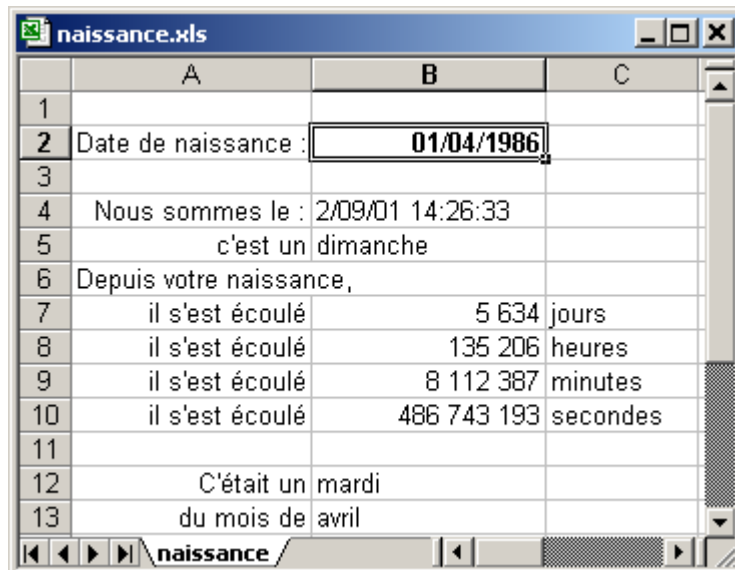 naissance.xls
A B C
1
2 Date de naissance : 01/04/1986
3
4 Nous sommes le : 2/09/01 14:26:33
5 c'est un dimanche
6 Depuis votre naissance,
7 il s'est écoulé 5 634 jours
8 il s'est écoulé 135 206 heures
9 il s'est écoulé 8 112 387 minutes
10 il s'est écoulé 486 743 193 secondes
11
12 C'était un mardi
13 du mois de avril
naissance